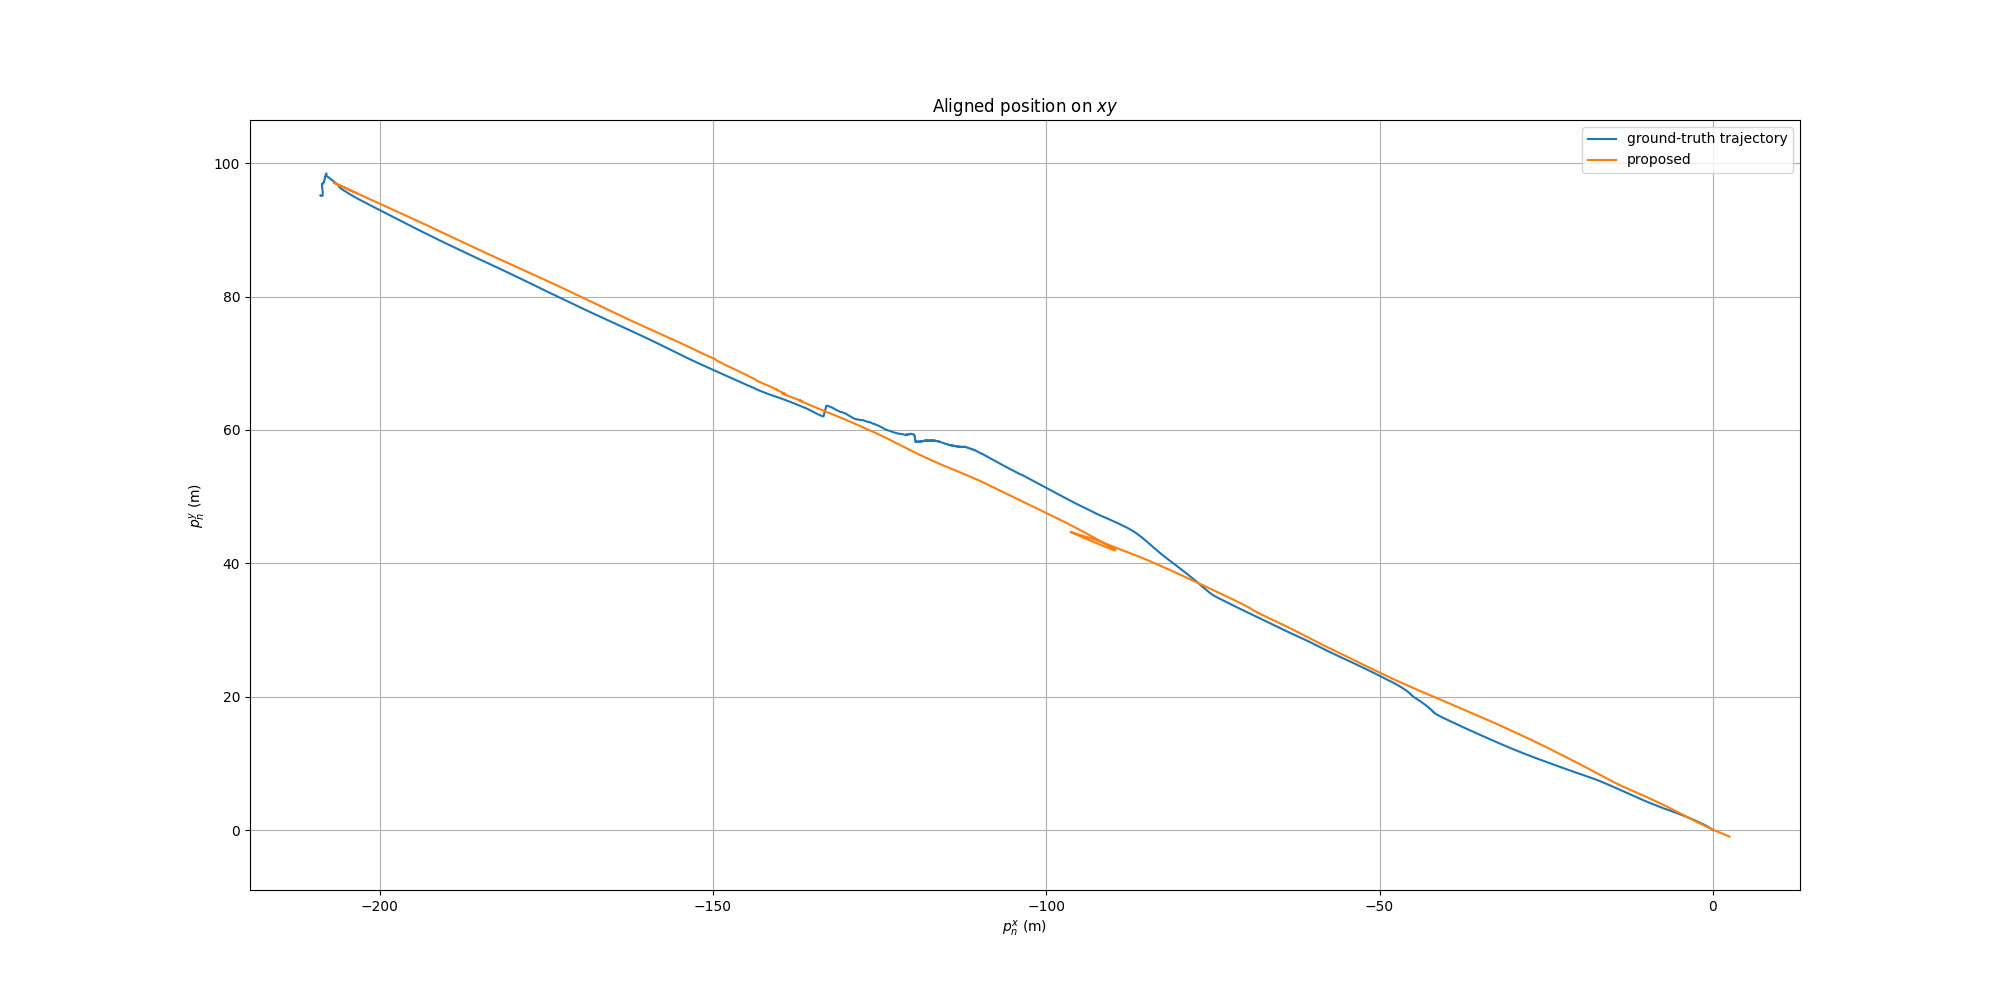 Aligned position on xy
ground-truth trajectory
proposed
100
80
60
40
20
0
−200
−150
−100
−50
0
p_n^x (m)
p_n^y (m)